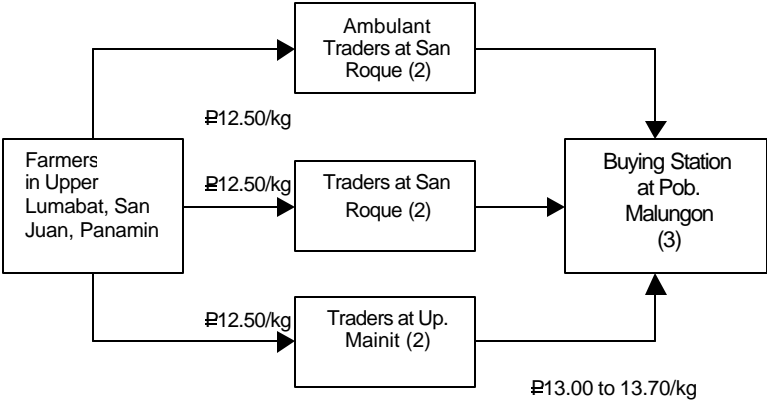 Ambulant
Traders at San
Roque (2)
₱12.50/kg
Farmers
in Upper
Lumabat, San
Juan, Panamin
₱12.50/kg
Traders at San
Roque (2)
Buying Station
at Pob.
Malungon
(3)
₱12.50/kg
Traders at Up.
Mainit (2)
₱13.00 to 13.70/kg